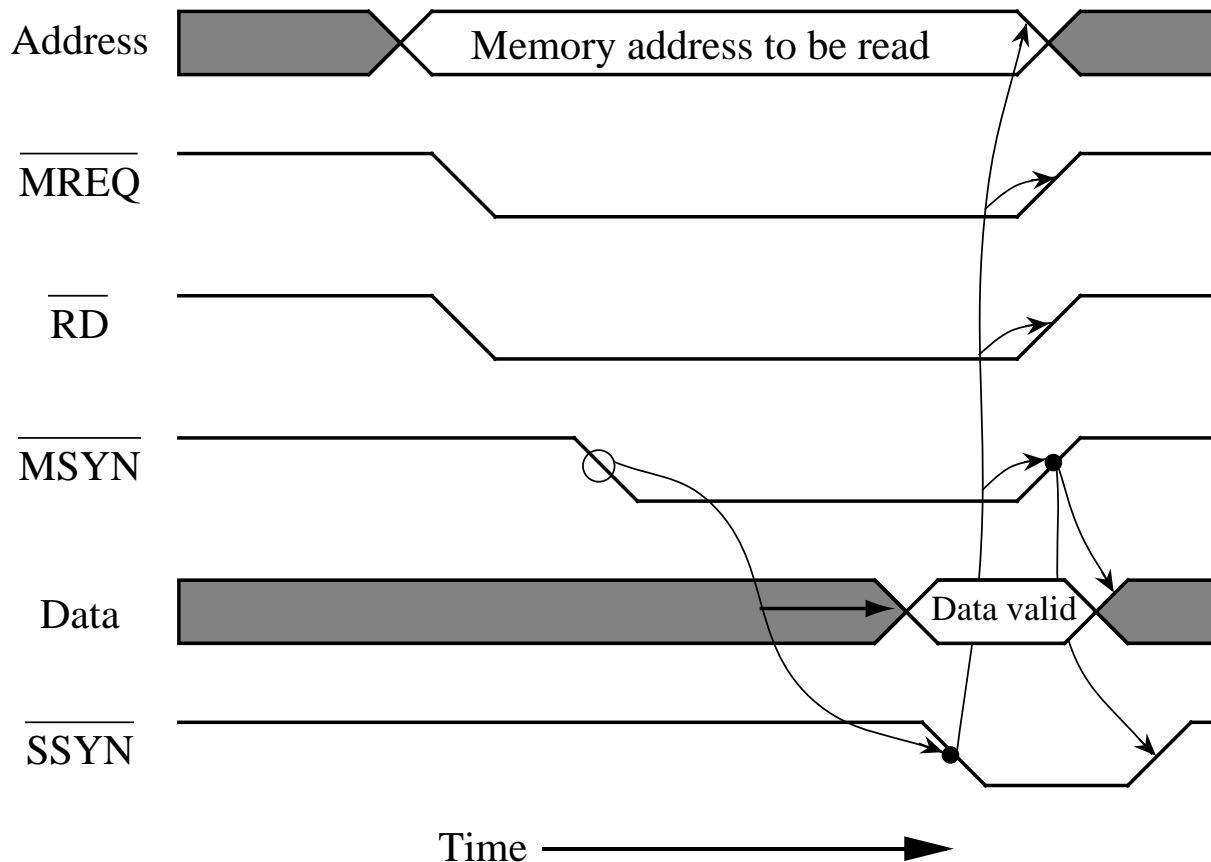 Address
Memory address to be read
MREQ
RD
MSYN
Data
Data valid
SSYN
Time